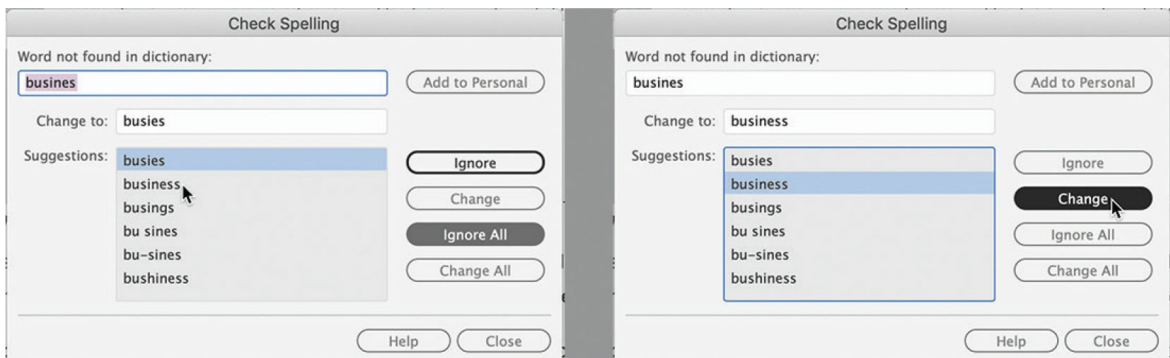 Check Spelling
Word not found in dictionary:
busines
Add to Personal
Change to: busies
Suggestions: busies
business
busings
bu sines
bu-sines
bushiness
Ignore
Change
Ignore All
Change All
Help
Close
Check Spelling
Word not found in dictionary:
busines
Add to Personal
Change to: business
Suggestions: busies
business
busings
bu sines
bu-sines
bushiness
Ignore
Change
Ignore All
Change All
Help
Close